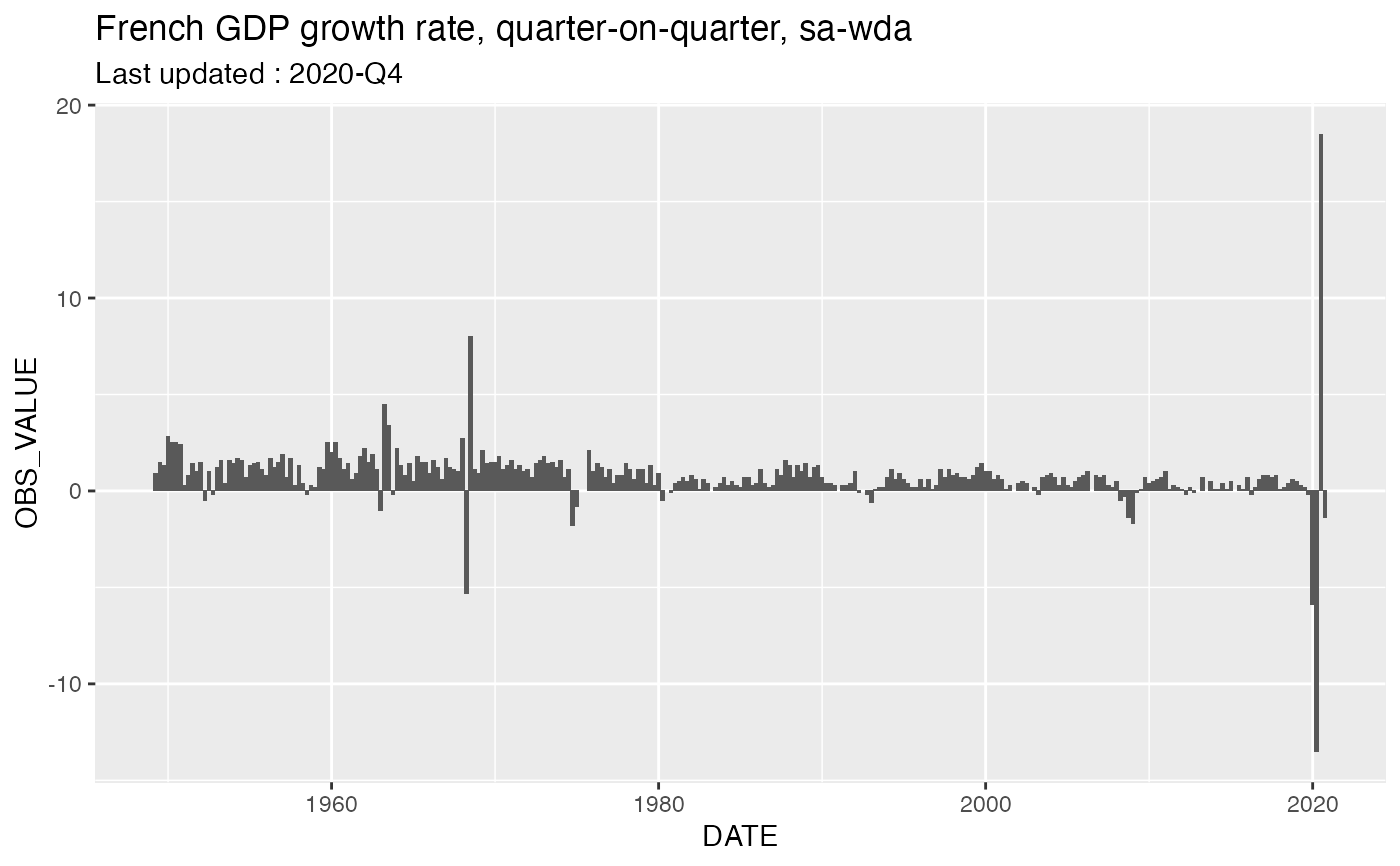 French GDP growth rate, quarter-on-quarter, sa-wda
Last updated : 2020-Q4
20
10
0
-10
OBS_VALUE
1960
1980
2000
2020
DATE